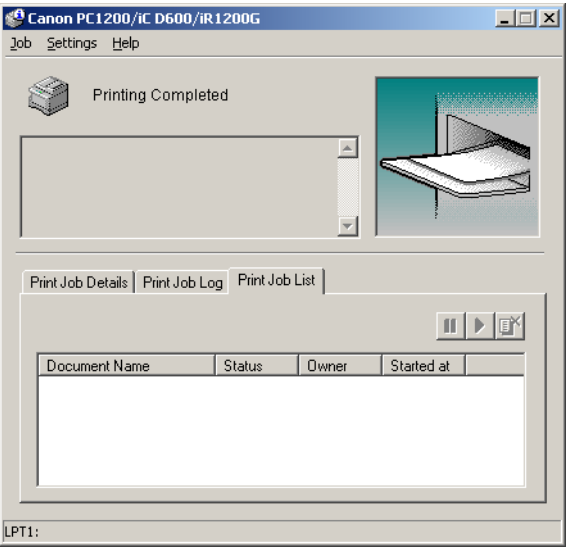 Canon PC1200/iC D600/iR1200G
Job Settings Help
Printing Completed
Print Job Details Print Job Log Print Job List
Document Name Status Owner Started at
LPT1: